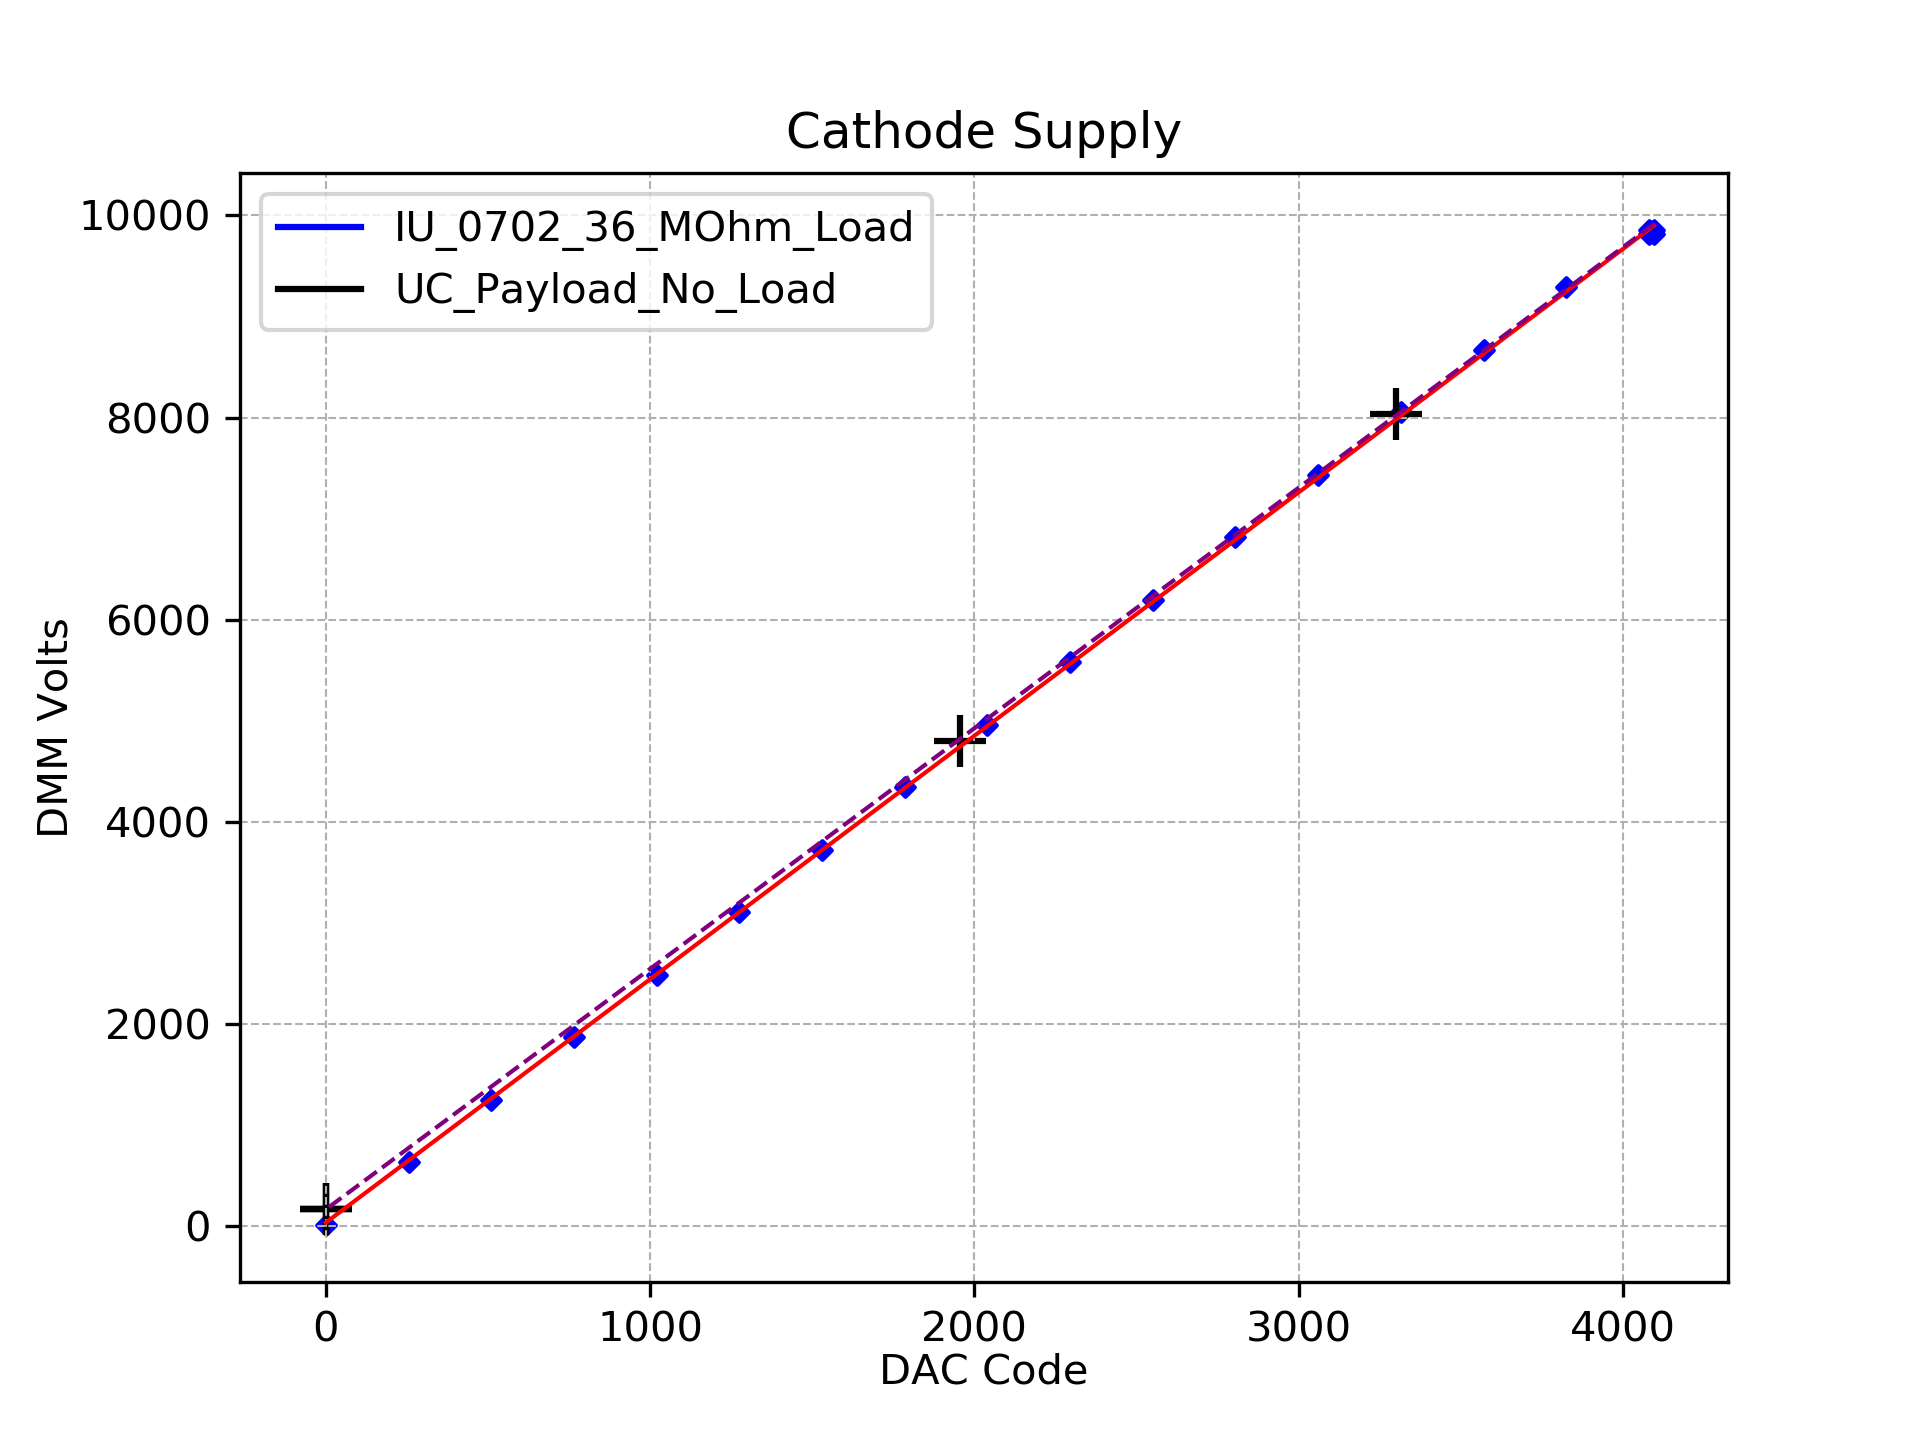 Cathode Supply
IU_0702_36_MOhm_Load
UC_Payload_No_Load
10000
8000
6000
4000
2000
0
DMM Volts
0 1000 2000 3000 4000
DAC Code